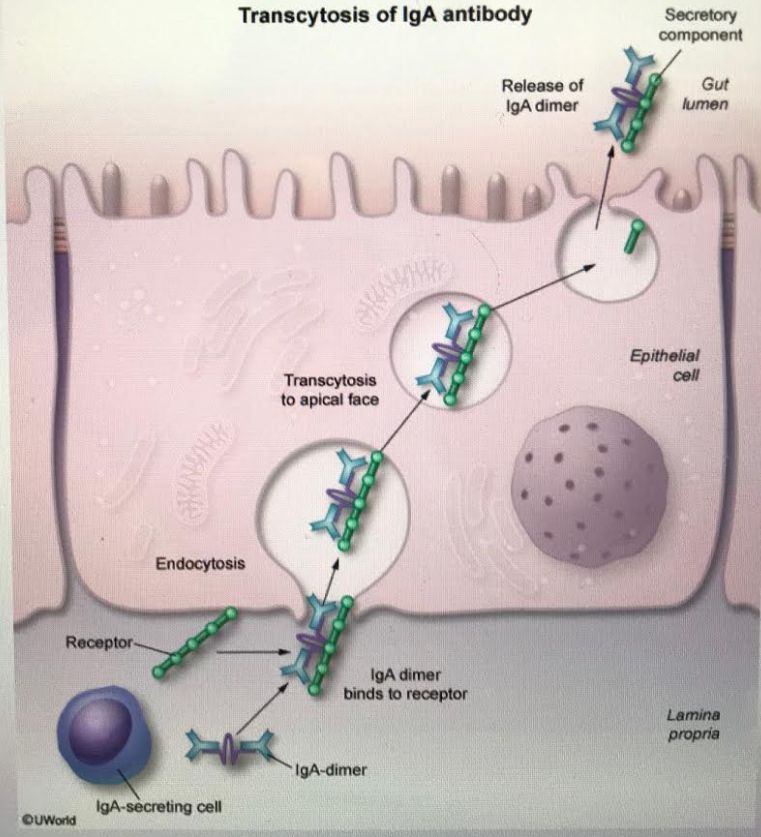 Transcytosis of IgA antibody
Secretory
component
Release of
IgA dimer
Gut
lumen
Epithelial
cell
Transcytosis
to apical face
Endocytosis
Receptor
IgA dimer
binds to receptor
Lamina
propria
IgA-dimer
IgA-secreting cell
©UWorld